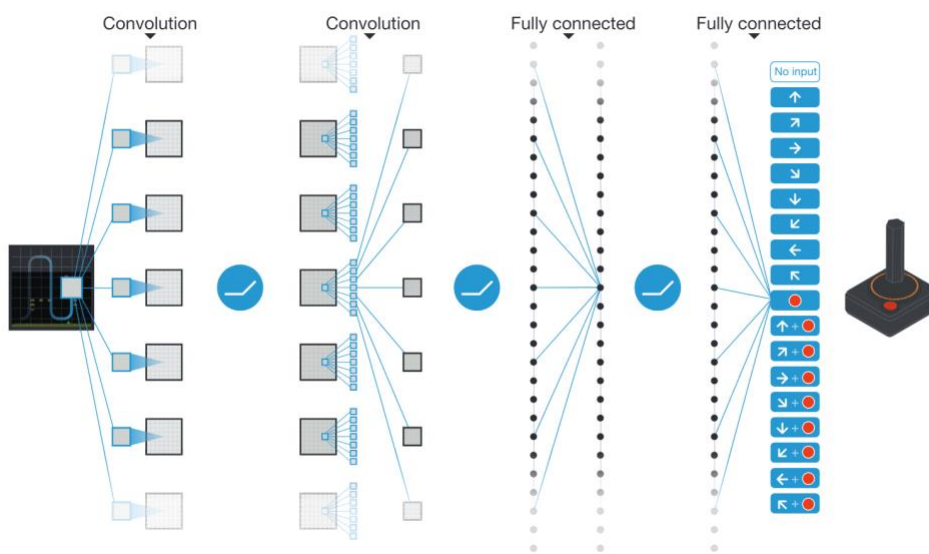 Convolution
Convolution
Fully connected
Fully connected
No input
+
+
+
+
+
+
+
+